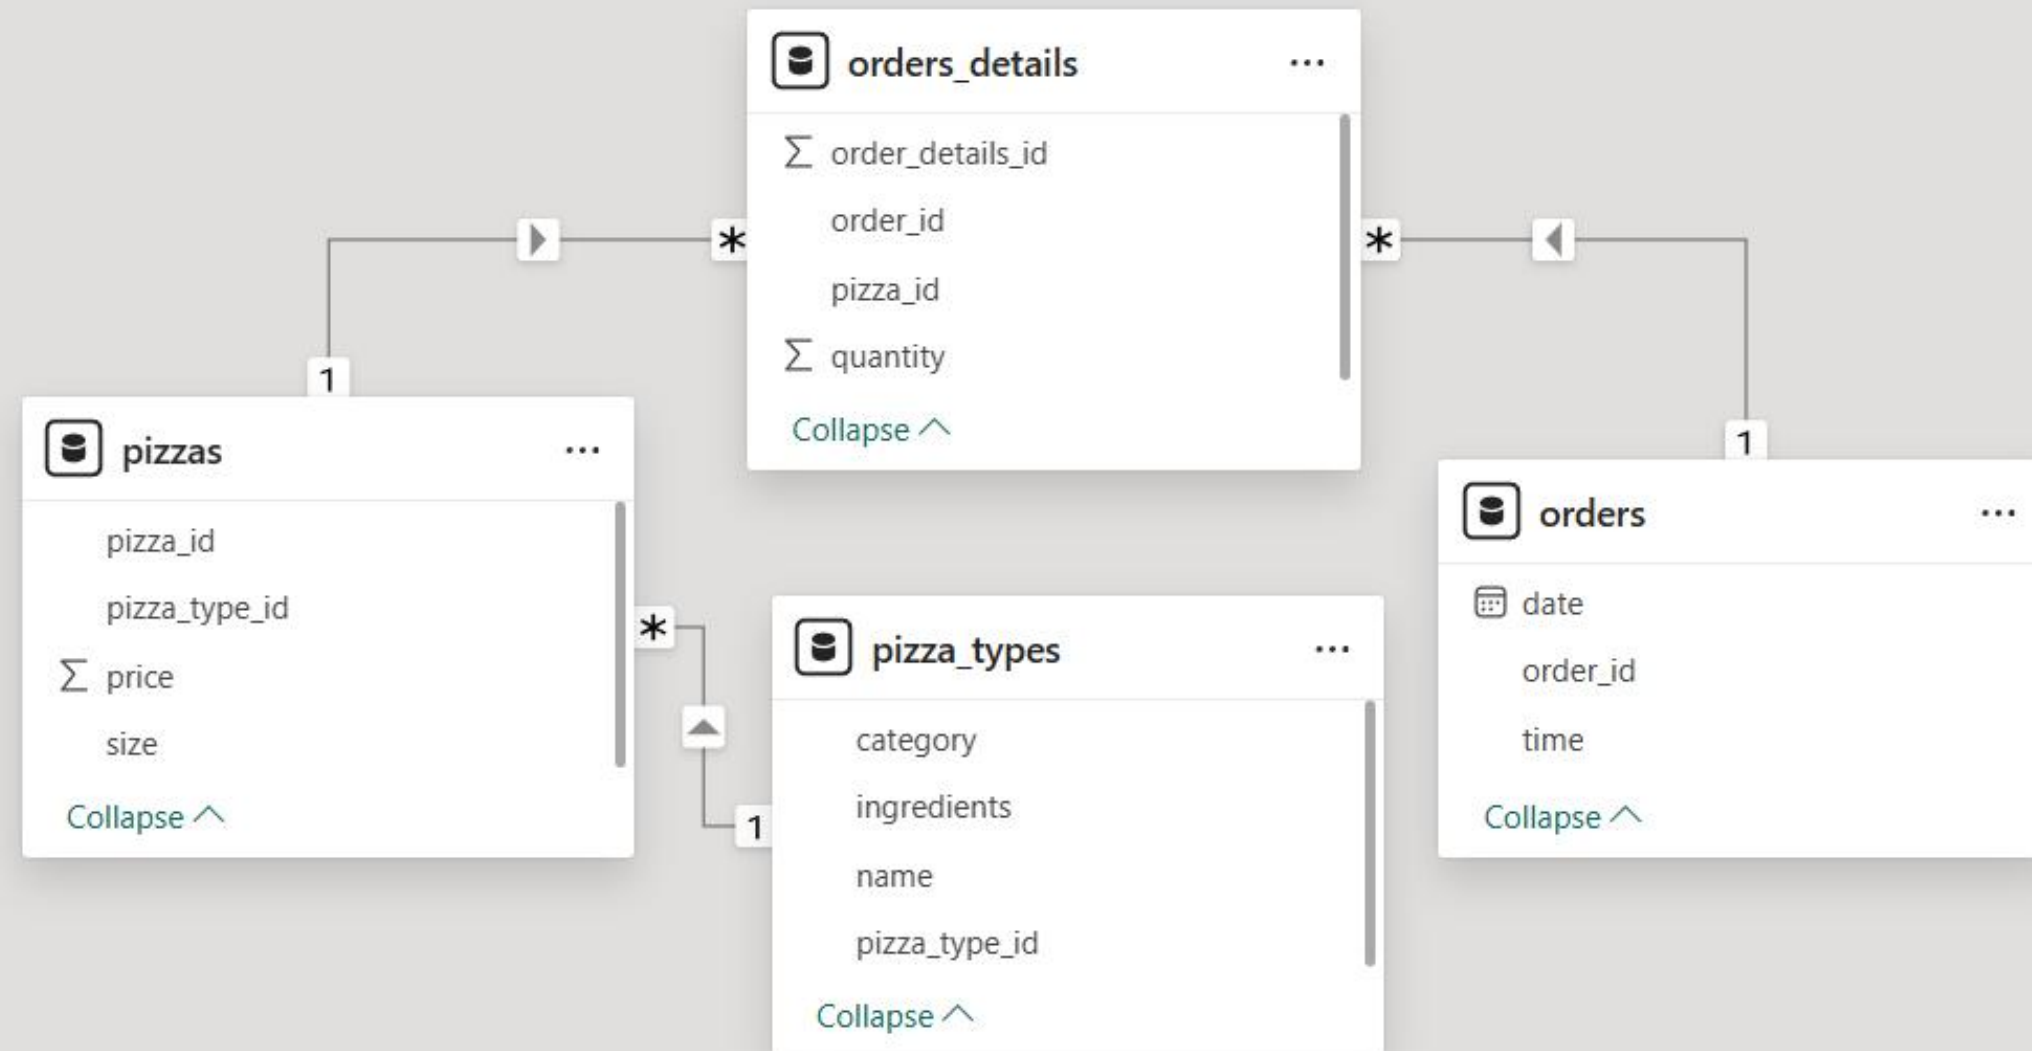 orders_details
Σ order_details_id
order_id
pizza_id
Σ quantity
Collapse
*
*
1
1
pizzas
pizza_id
pizza_type_id
Σ price
size
Collapse
*
1
pizza_types
category
ingredients
name
pizza_type_id
Collapse
orders
date
order_id
time
Collapse